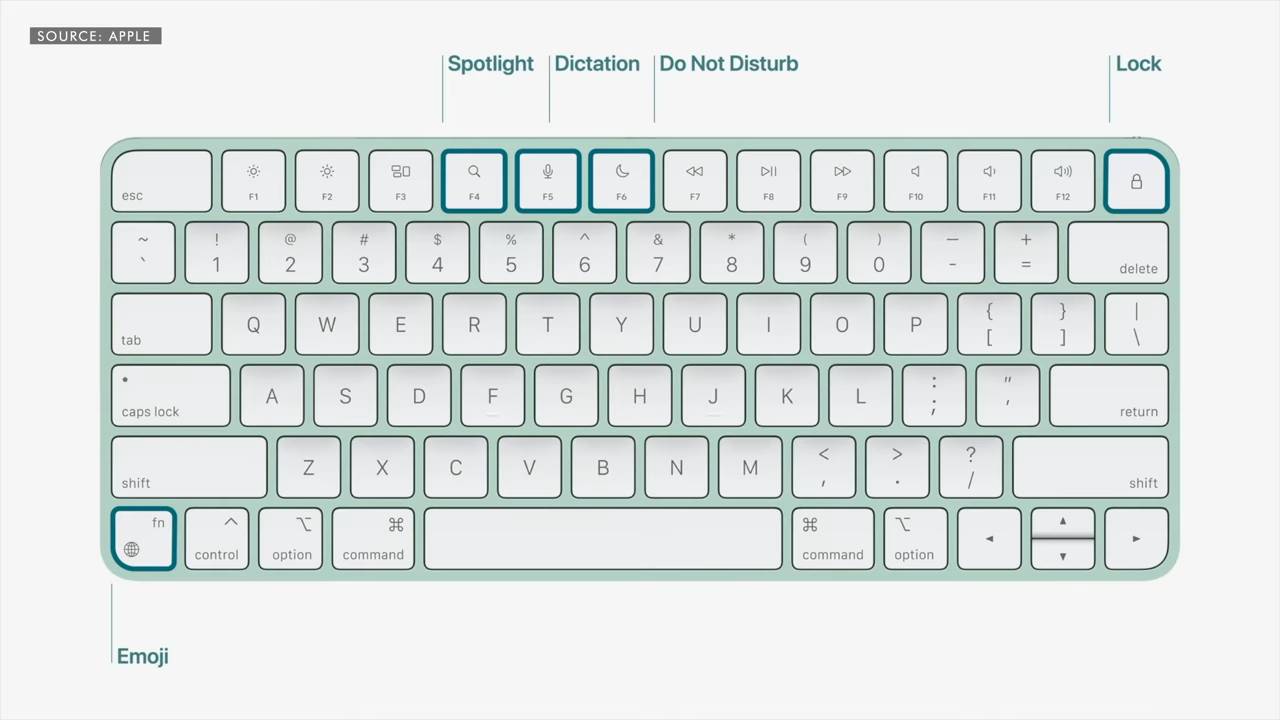 SOURCE: APPLE
Spotlight Dictation Do Not Disturb Lock
esc F1 F2 F3 F4 F5 F6 F7 F8 F9 F10 F11 F12
~ ! @ # $ % ^ & * ( ) — +
` 1 2 3 4 5 6 7 8 9 0 - = delete
tab Q W E R T Y U I O P { [ } ] | \
caps lock A S D F G H J K L : ; " ' return
shift Z X C V B N M < , > . ? / shift
fn ^ ⌥ ⌘ ⌘ ⌥
control option command command option
Emoji